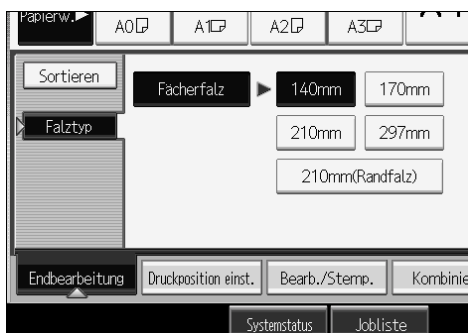 Papierw.▶ A0 A1 A2 A3
Sortieren
Fächerfalz ▶ 140mm 170mm
Falztyp 210mm 297mm
210mm(Randfalz)
Endbearbeitung Druckposition einst. Bearb./Stemp. Kombinie
Systemstatus Jobliste